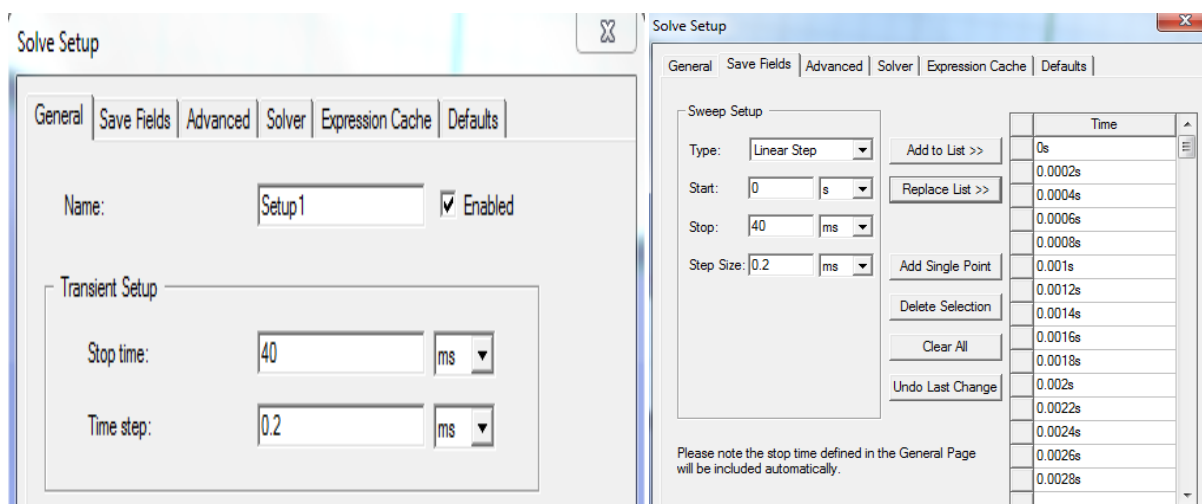 Solve Setup
General Save Fields Advanced Solver Expression Cache Defaults
Name: Setup1 Enabled
Transient Setup
Stop time: 40 ms
Time step: 0.2 ms
Solve Setup
General Save Fields Advanced Solver Expression Cache Defaults
Sweep Setup
Type: Linear Step
Start: 0 s
Stop: 40 ms
Step Size: 0.2 ms
Add to List >>
Replace List >>
Add Single Point
Delete Selection
Clear All
Undo Last Change
Please note the stop time defined in the General Page
will be included automatically.
Time
0s
0.0002s
0.0004s
0.0006s
0.0008s
0.001s
0.0012s
0.0014s
0.0016s
0.0018s
0.002s
0.0022s
0.0024s
0.0026s
0.0028s